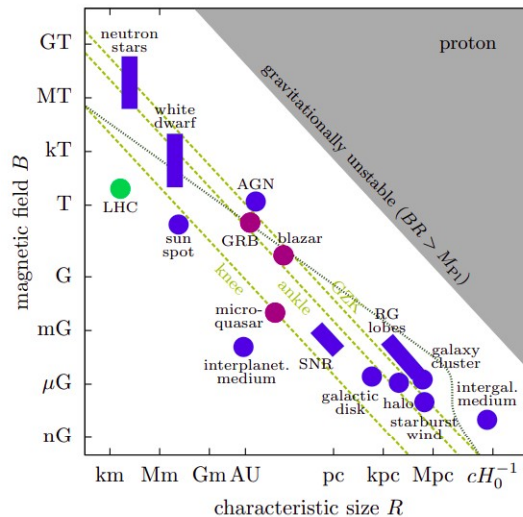 proton
gravitationally unstable (BR > M_Pl)
magnetic field B
GT
MT
kT
T
G
mG
μG
nG
neutron
stars
white
dwarf
LHC
sun
spot
AGN
GRB
blazar
knee
ankle
GZK
micro-
quasar
interplanet.
medium
SNR
RG
lobes
galaxy
cluster
galactic
disk
halo
starburst
wind
intergal.
medium
km
Mm
Gm
AU
pc
kpc
Mpc
cH₀⁻¹
characteristic size R